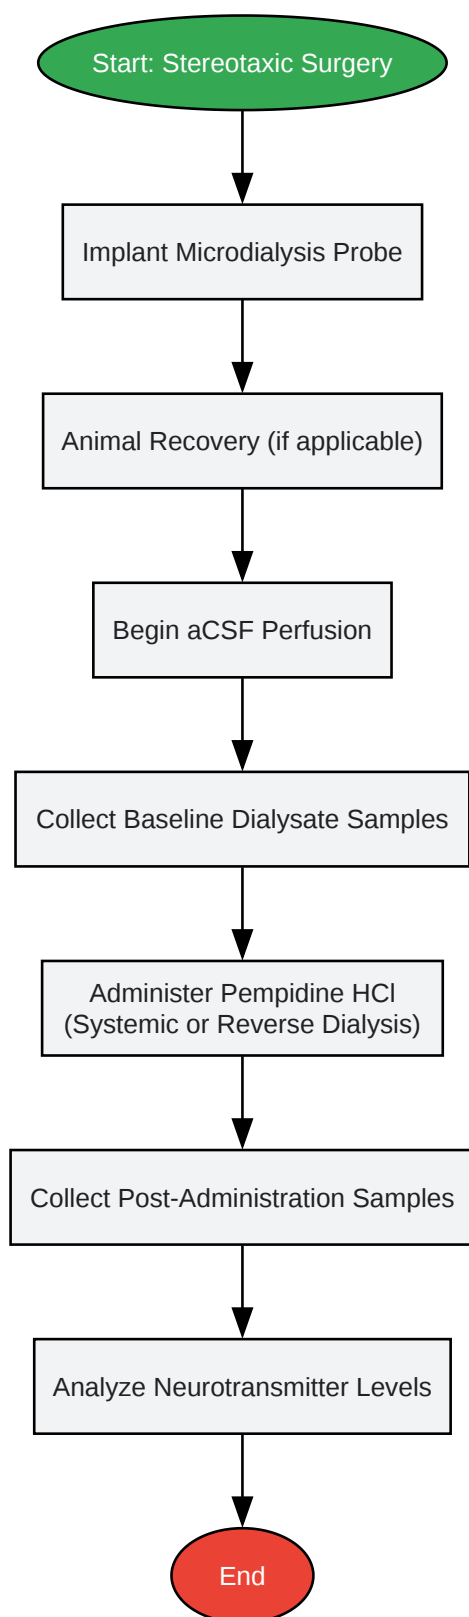 Start: Stereotaxic Surgery
Implant Microdialysis Probe
Animal Recovery (if applicable)
Begin aCSF Perfusion
Collect Baseline Dialysate Samples
Administer Pempidine HCl
(Systemic or Reverse Dialysis)
Collect Post-Administration Samples
Analyze Neurotransmitter Levels
End